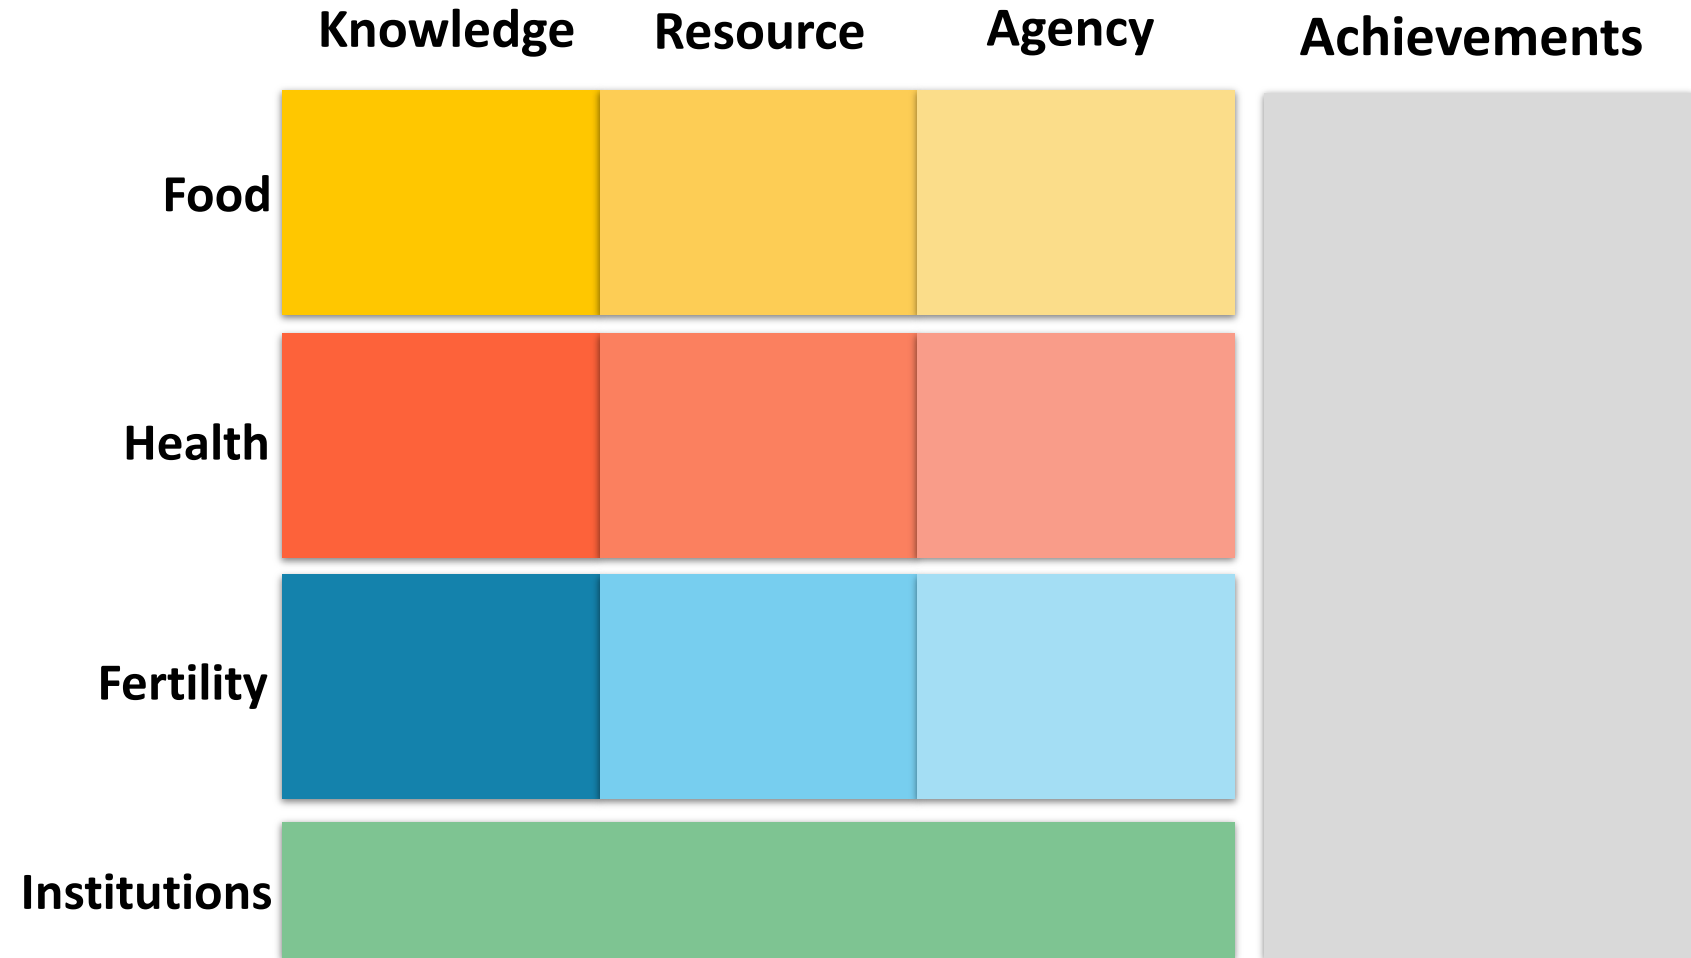 Knowledge Resource Agency Achievements
Food
Health
Fertility
Institutions